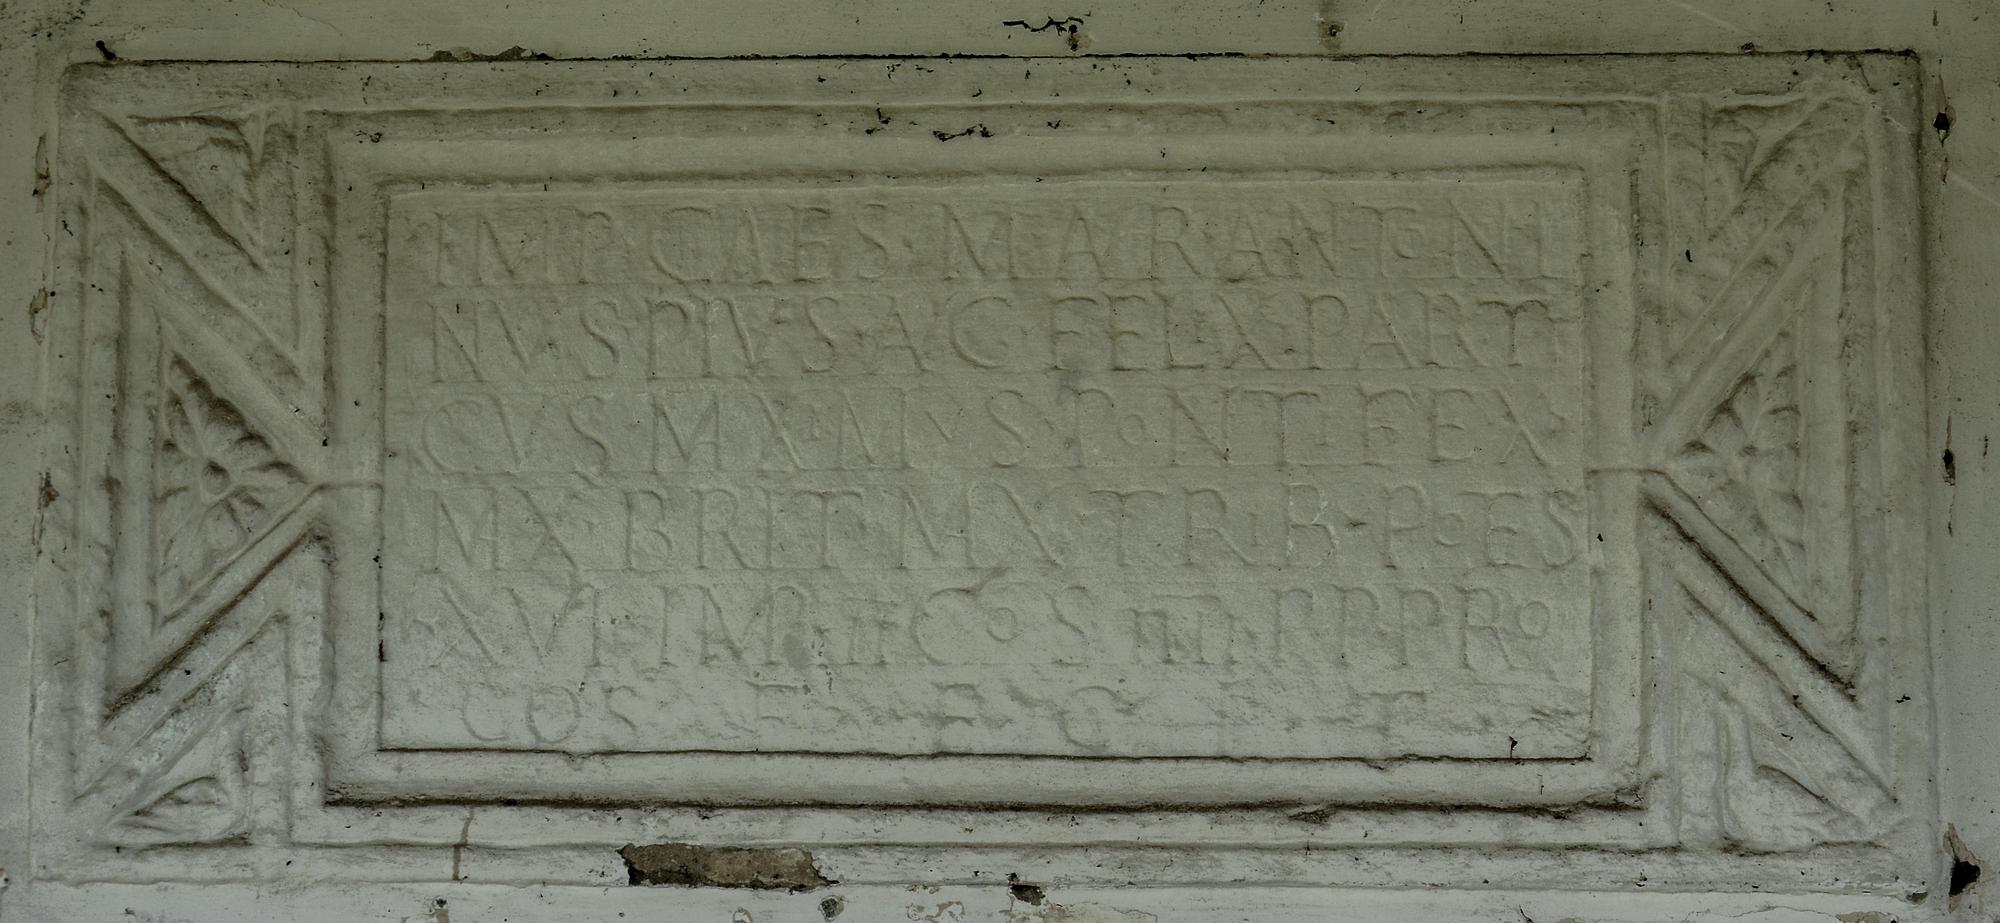 IMP·CAES·M·AVR·ANTONI
NVS·PIVS·AVG·FELIX·PARTI
CVS·MAXIMVS·PONTIFEX
MAX·BRIT·MAX·TRIB·POTES
XVI·IMP·II·COS·IIII·P·P·PRO
COS